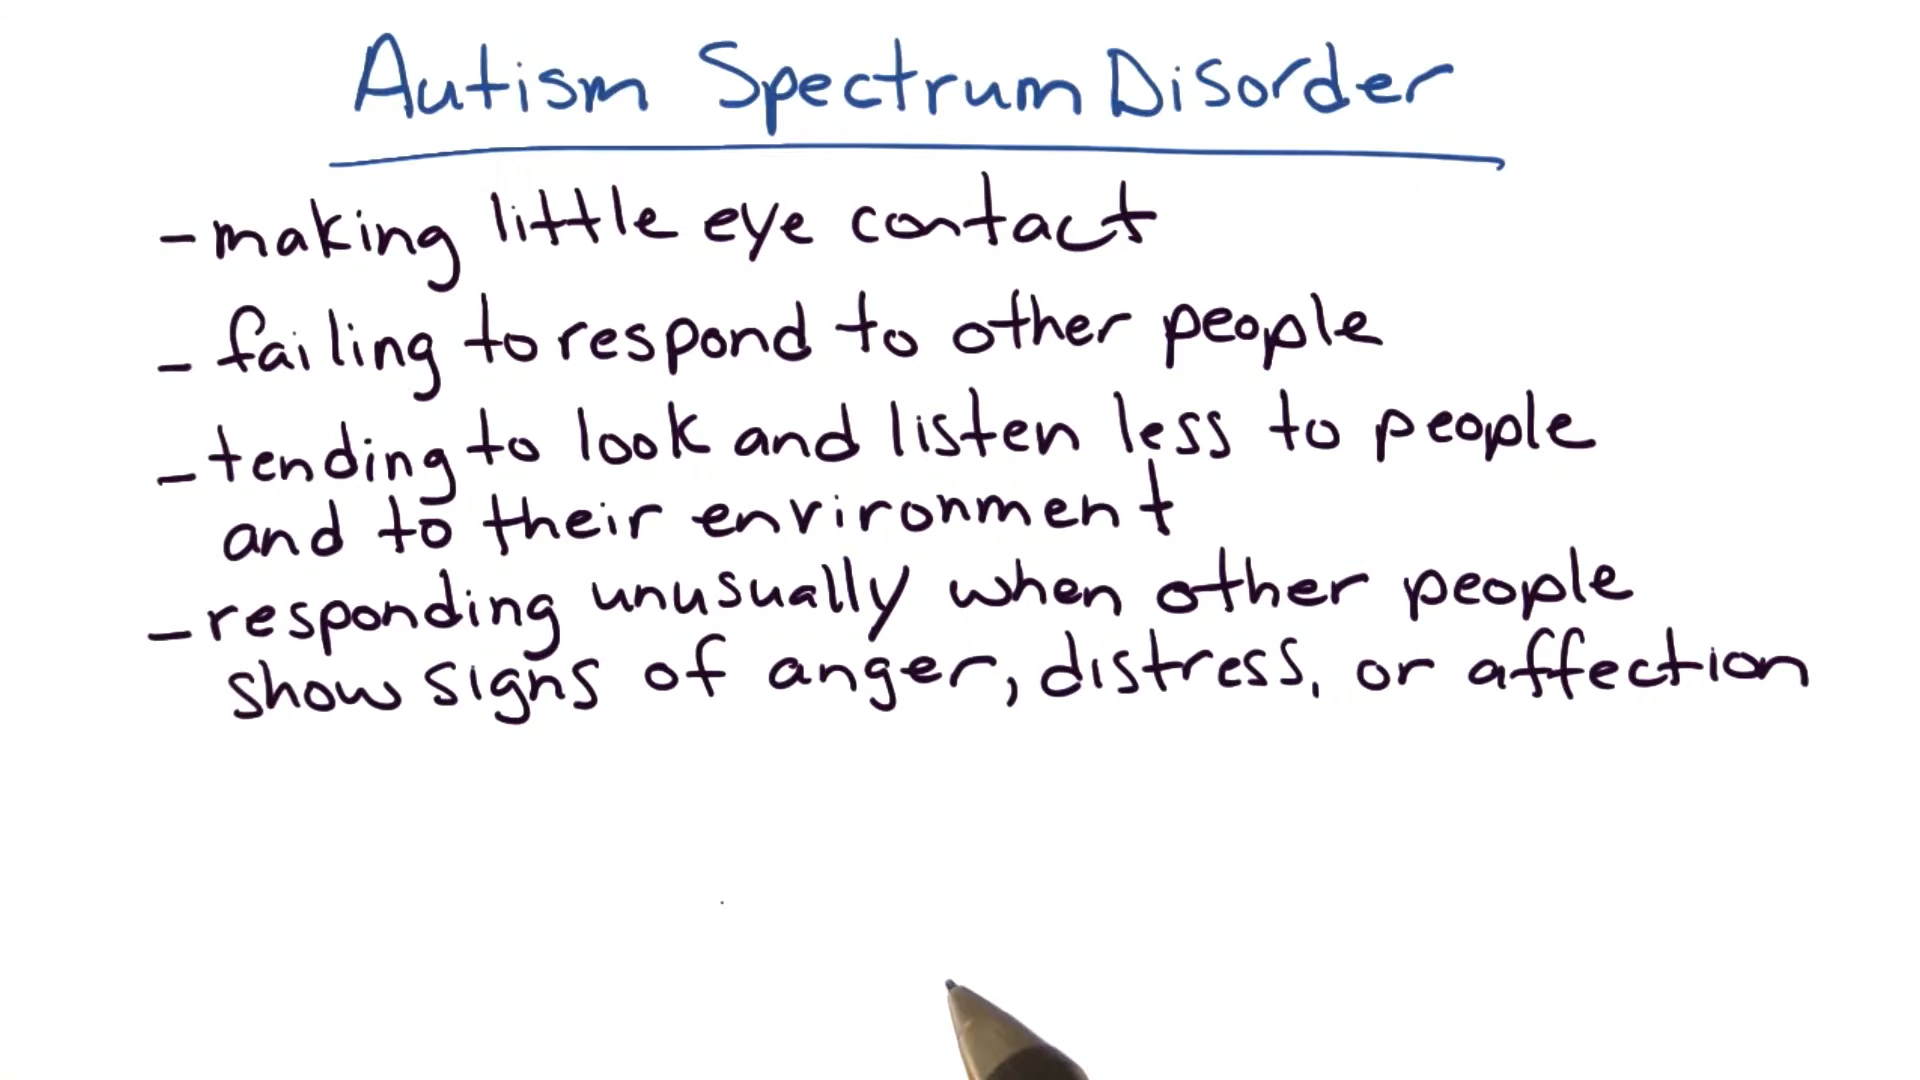 Autism Spectrum Disorder
- making little eye contact
- failing to respond to other people
- tending to look and listen less to people
and to their environment
- responding unusually when other people
show signs of anger, distress, or affection